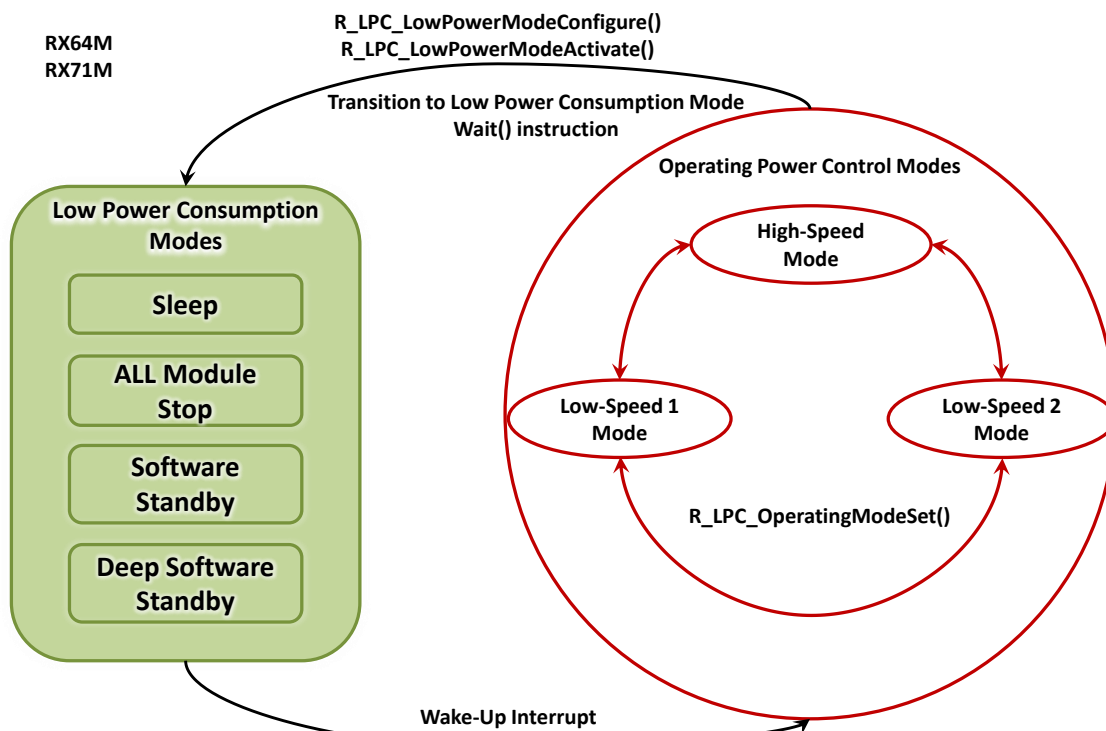 RX64M
RX71M
R_LPC_LowPowerModeConfigure()
R_LPC_LowPowerModeActivate()
Transition to Low Power Consumption Mode
Wait() instruction
Low Power Consumption
Modes
Sleep
ALL Module
Stop
Software
Standby
Deep Software
Standby
Operating Power Control Modes
High-Speed
Mode
Low-Speed 1
Mode
Low-Speed 2
Mode
R_LPC_OperatingModeSet()
Wake-Up Interrupt